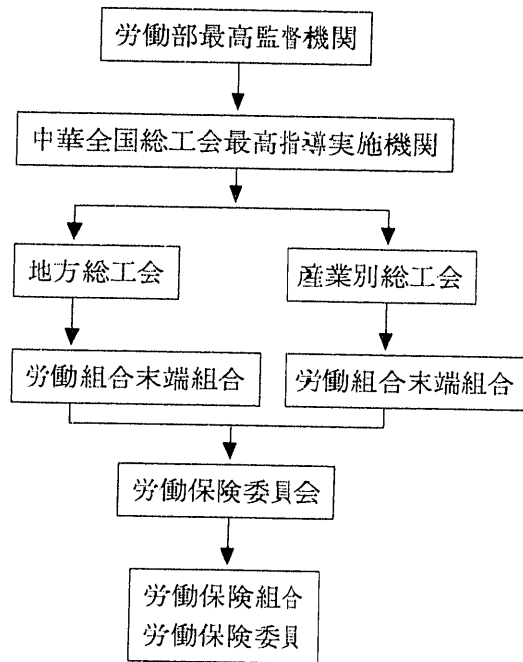 労働部最高監督機関
中華全国総工会最高指導実施機関
地方総工会
産業別総工会
労働組合末端組合
労働組合末端組合
労働保険委員会
労働保険組合
労働保険委員